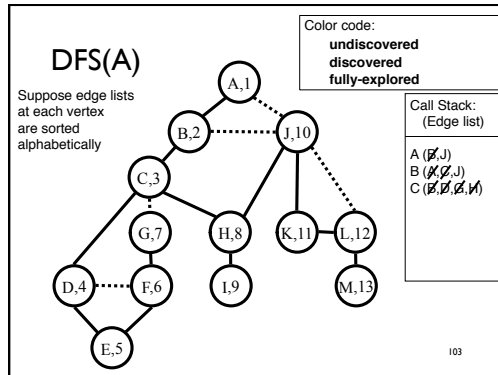 DFS(A)
Suppose edge lists
at each vertex
are sorted
alphabetically
Color code:
undiscovered
discovered
fully-explored
Call Stack:
(Edge list)
A (B,J)
B (A,C,J)
C (B,D,G,H)
A,1
B,2
J,10
C,3
G,7
H,8
K,11
L,12
D,4
F,6
I,9
M,13
E,5
103